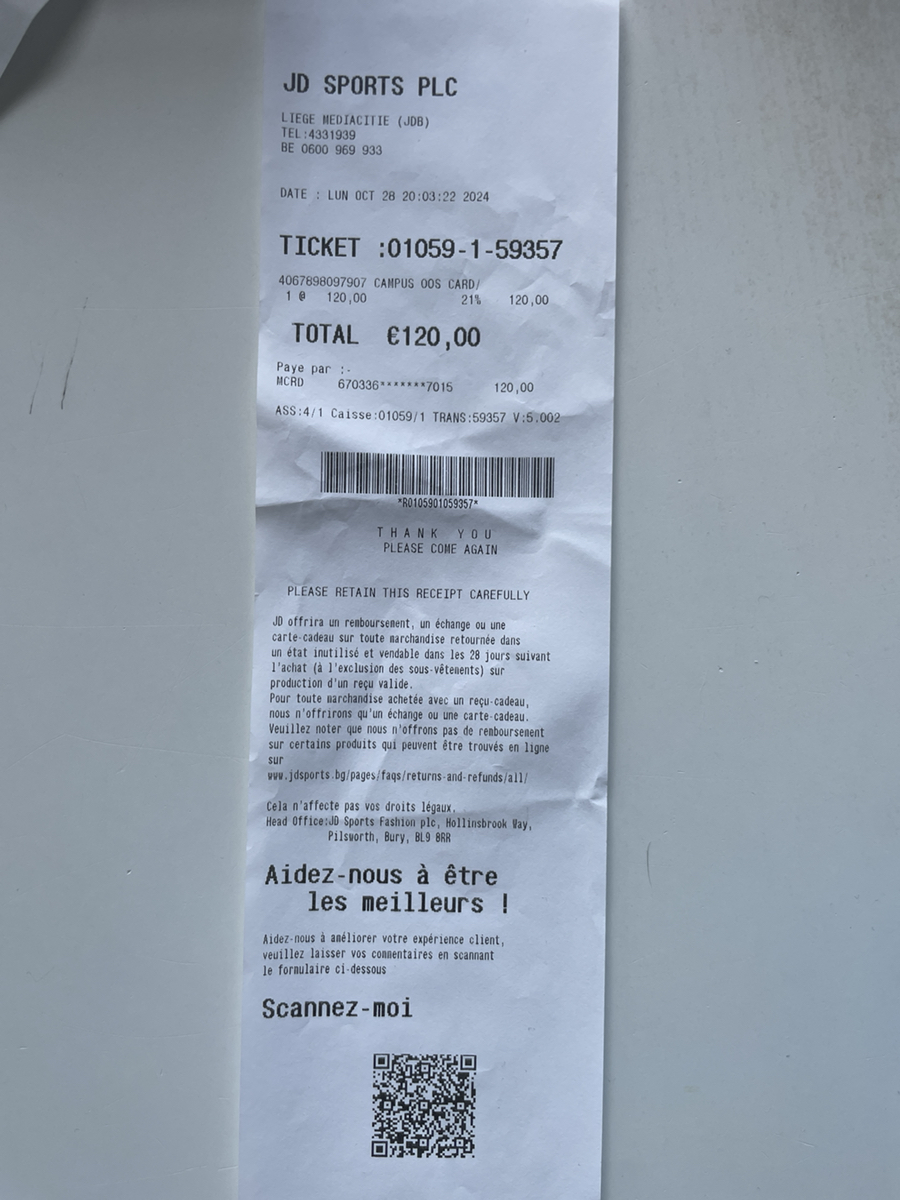 JD SPORTS PLC
LIEGE MEDIACITIE (JDB)
TEL:4331939
BE 0600 969 933
DATE : LUN OCT 28 20:03:22 2024
TICKET :01059-1-59357
4067898097907 CAMPUS OOS CARD/
1 @ 120,00 21% 120,00
TOTAL €120,00
Paye par :-
MCRD 670336*******7015 120,00
ASS:4/1 Caisse:01059/1 TRANS:59357 V:5.002
*R0105901059357*
THANK YOU
PLEASE COME AGAIN
PLEASE RETAIN THIS RECEIPT CAREFULLY
JD offrira un remboursement, un échange ou une
carte-cadeau sur toute marchandise retournée dans
un état inutilisé et vendable dans les 28 jours suivant
l'achat (à l'exclusion des sous-vêtements) sur
production d'un reçu valide.
Pour toute marchandise achetée avec un reçu-cadeau,
nous n'offrirons qu'un échange ou une carte-cadeau.
Veuillez noter que nous n'offrons pas de remboursement
sur certains produits qui peuvent être trouvés en ligne
sur
www.jdsports.bg/pages/faqs/returns-and-refunds/all/
Cela n'affecte pas vos droits légaux.
Head Office:JD Sports Fashion plc, Hollinsbrook Way,
Pilsworth, Bury, BL9 8RR
Aidez-nous à être
les meilleurs !
Aidez-nous à améliorer votre expérience client,
veuillez laisser vos commentaires en scannant
le formulaire ci-dessous
Scannez-moi